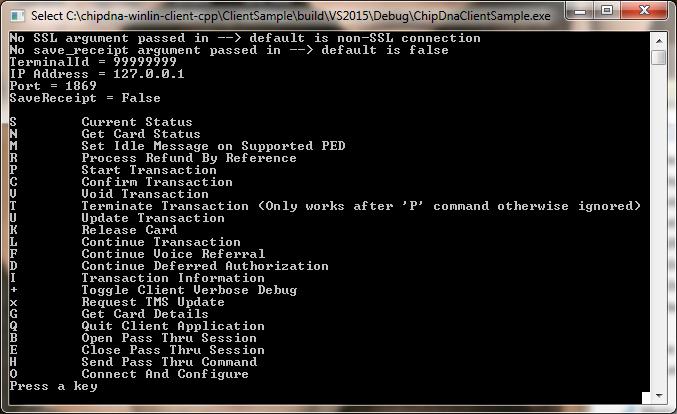 Select C:\chipdna-winlin-client-cpp\ClientSample\build\VS2015\Debug\ChipDnaClientSample.exe
No SSL argument passed in --> default is non-SSL connection
No save_receipt argument passed in --> default is false
TerminalId = 99999999
IP Address = 127.0.0.1
Port = 1869
SaveReceipt = False
S Current Status
N Get Card Status
M Set Idle Message on Supported PED
R Process Refund By Reference
P Start Transaction
C Confirm Transaction
V Void Transaction
T Terminate Transaction (Only works after 'P' command otherwise ignored)
U Update Transaction
K Release Card
L Continue Transaction
F Continue Voice Referral
D Continue Deferred Authorization
I Transaction Information
+ Toggle Client Verbose Debug
x Request TMS Update
G Get Card Details
Q Quit Client Application
B Open Pass Thru Session
E Close Pass Thru Session
H Send Pass Thru Command
O Connect And Configure
Press a key